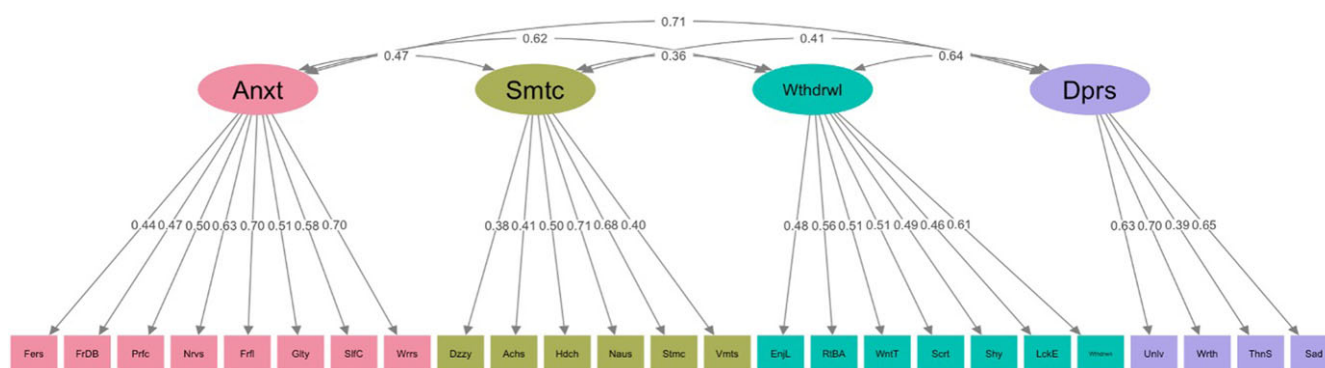 0.71
0.62 0.41
0.47 0.36 0.64
Anxt Smtc Wthdrwl Dprs
0.44 0.47 0.50 0.63 0.70 0.51 0.58 0.70 0.38 0.41 0.50 0.71 0.68 0.40 0.48 0.56 0.51 0.51 0.49 0.46 0.61 0.63 0.70 0.39 0.65
Fers FrDB Prfc Nrvs Frfl Glty SlfC Wrrs Dzzy Achs Hdch Naus Stmc Vmts EnjL RtBA WntT Scrt Shy LckE Unlv Wrth ThnS Sad